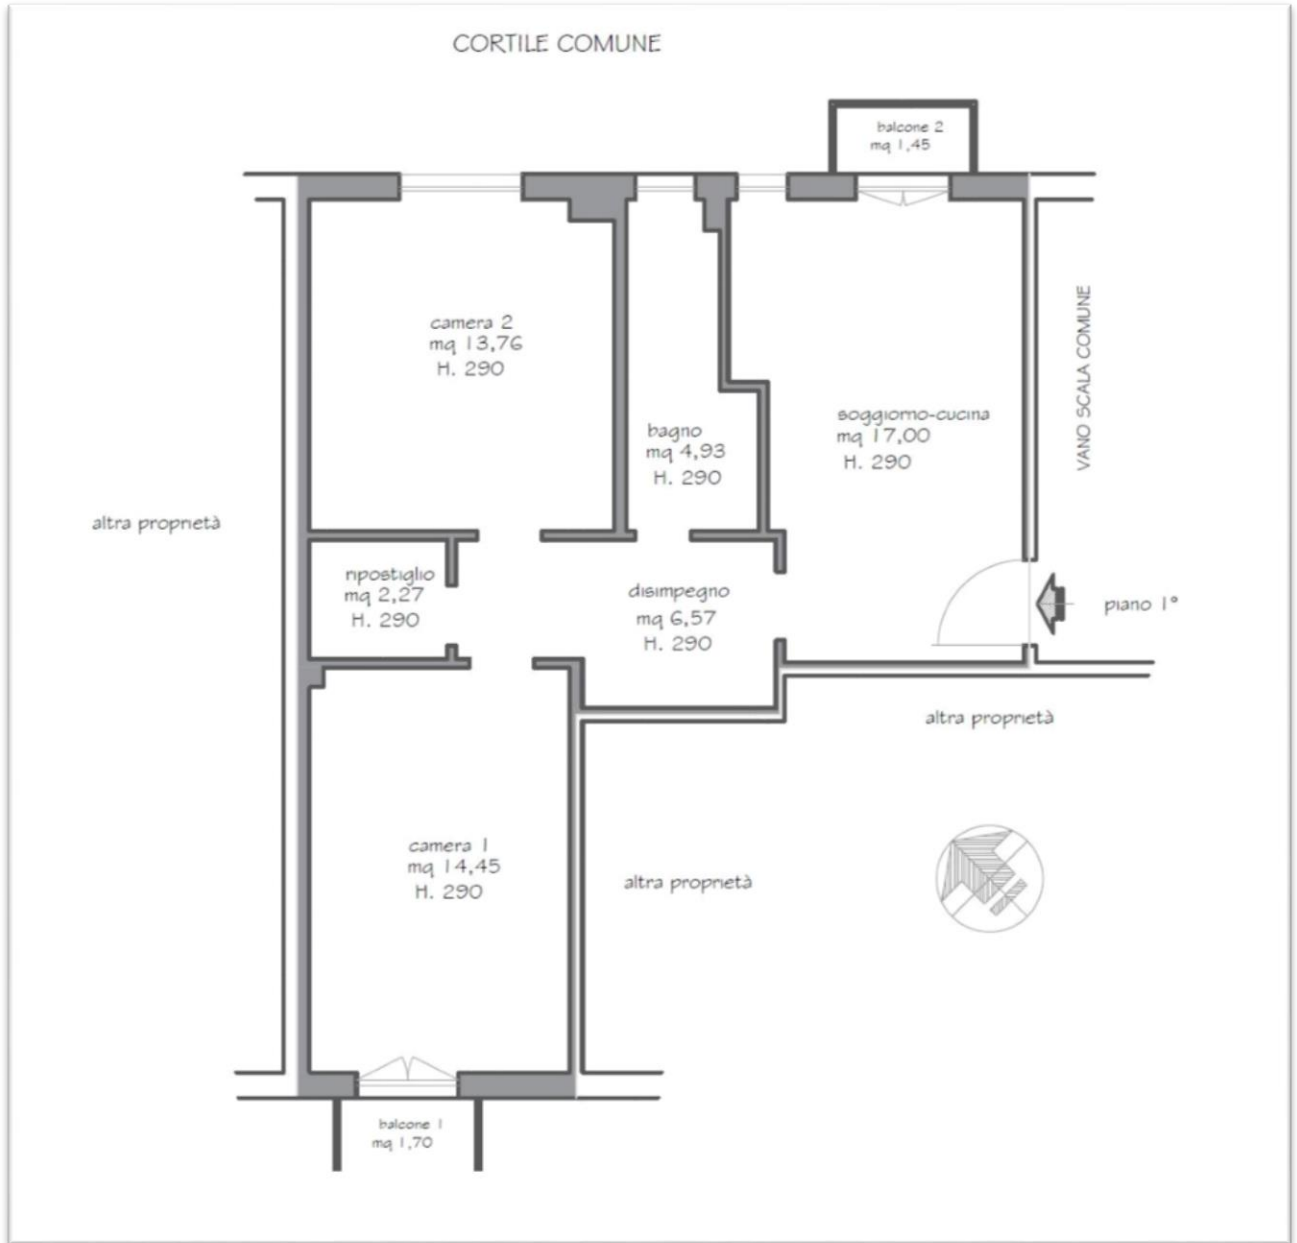 CORTILE COMUNE
balcone 2
mq 1,45
camera 2
mq 13,76
H. 290
VANO SCALA COMUNE
soggiorno-cucina
mq 17,00
H. 290
bagno
mq 4,93
H. 290
altra proprietà
ripostiglio
mq 2,27
H. 290
disimpegno
mq 6,57
H. 290
piano 1°
altra proprietà
camera 1
mq 14,45
H. 290
altra proprietà
balcone 1
mq 1,70